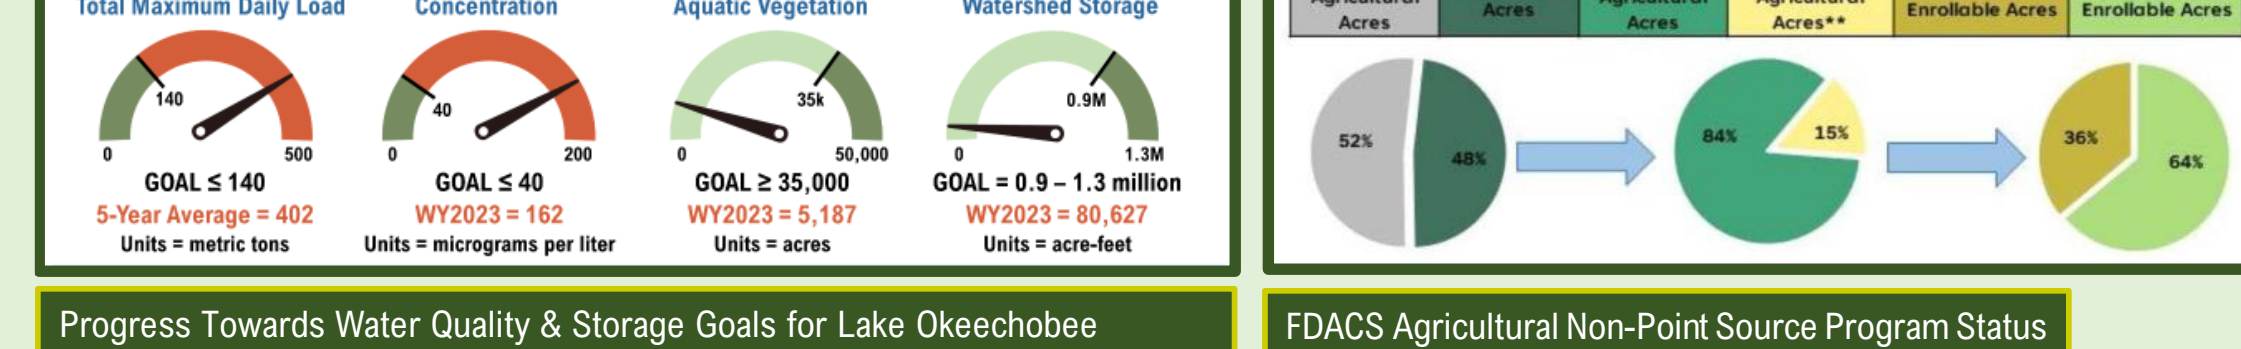 Total Maximum Daily Load
Concentration
Aquatic Vegetation
Watershed Storage
140
0
500
GOAL ≤ 140
5-Year Average = 402
Units = metric tons
40
0
200
GOAL ≤ 40
WY2023 = 162
Units = micrograms per liter
35k
0
50,000
GOAL ≥ 35,000
WY2023 = 5,187
Units = acres
0.9M
0
1.3M
GOAL = 0.9 – 1.3 million
WY2023 = 80,627
Units = acre-feet
Progress Towards Water Quality & Storage Goals for Lake Okeechobee
Agricultural
Acres
Acres
Agricultural
Acres
Agricultural
Acres**
Enrollable Acres
Enrollable Acres
52%
48%
84%
15%
36%
64%
FDACS Agricultural Non-Point Source Program Status